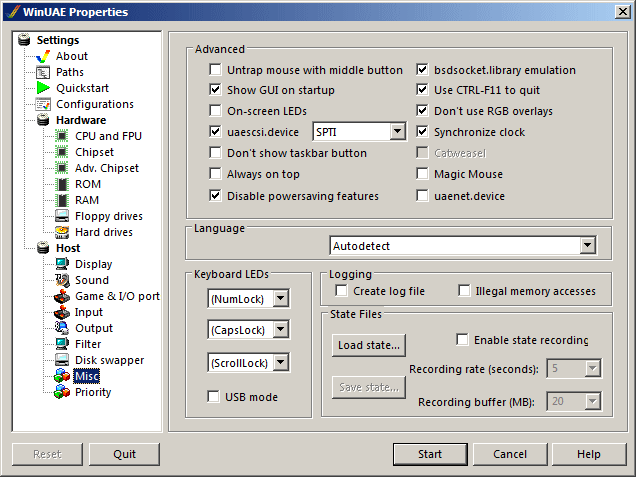 WinUAE Properties
Settings
About
Paths
Quickstart
Configurations
Hardware
CPU and FPU
Chipset
Adv. Chipset
ROM
RAM
Floppy drives
Hard drives
Host
Display
Sound
Game & I/O port
Input
Output
Filter
Disk swapper
Misc
Priority
Advanced
Untrap mouse with middle button
Show GUI on startup
On-screen LEDs
uaescsi.device SPTI
Don't show taskbar button
Always on top
Disable powersaving features
bsdsocket.library emulation
Use CTRL-F11 to quit
Don't use RGB overlays
Synchronize clock
Catweasel
Magic Mouse
uaenet.device
Language
Autodetect
Keyboard LEDs
(NumLock)
(CapsLock)
(ScrollLock)
USB mode
Logging
Create log file Illegal memory accesses
State Files
Load state... Enable state recording
Recording rate (seconds): 5
Save state...
Recording buffer (MB): 20
Reset Quit Start Cancel Help